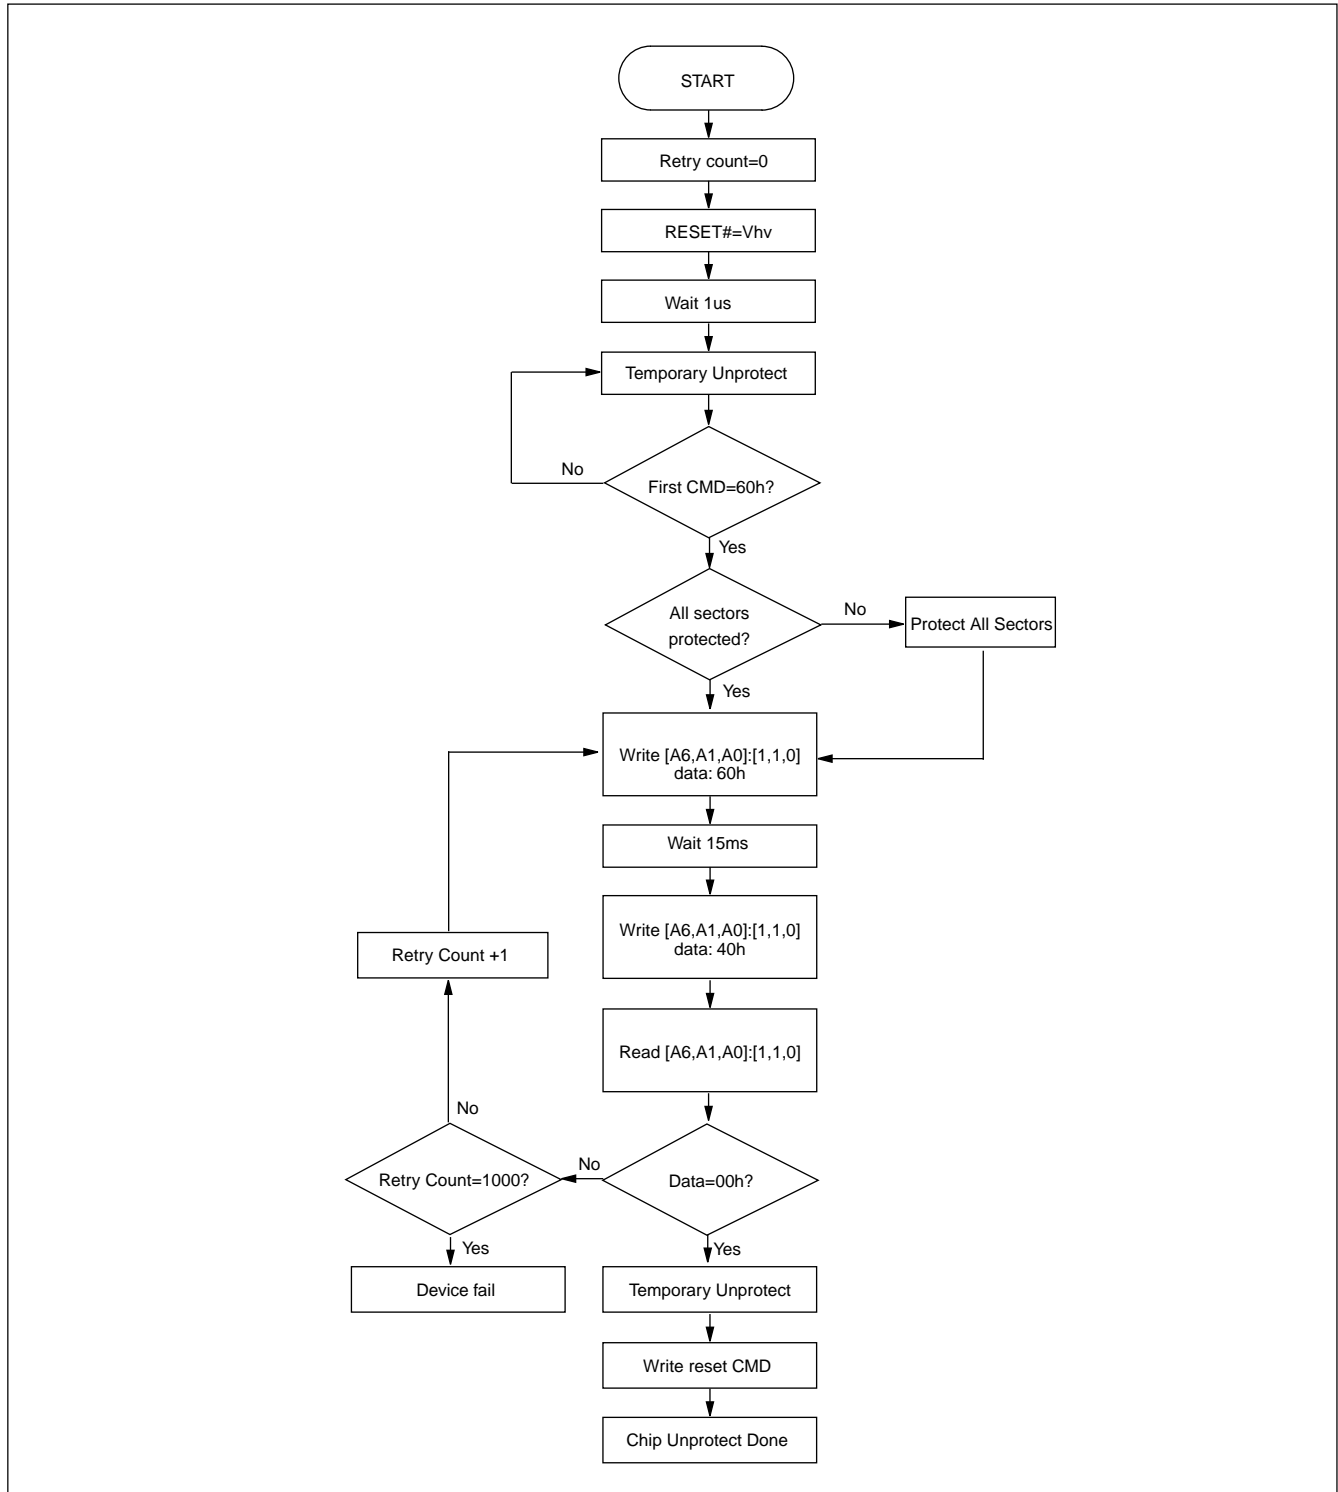 START
Retry count=0
RESET#=Vhv
Wait 1us
Temporary Unprotect
No
First CMD=60h?
Yes
All sectors
protected?
No
Protect All Sectors
Yes
Write [A6,A1,A0]:[1,1,0]
data: 60h
Wait 15ms
Write [A6,A1,A0]:[1,1,0]
data: 40h
Retry Count +1
Read [A6,A1,A0]:[1,1,0]
No
Retry Count=1000?
No
Data=00h?
Yes
Yes
Device fail
Temporary Unprotect
Write reset CMD
Chip Unprotect Done